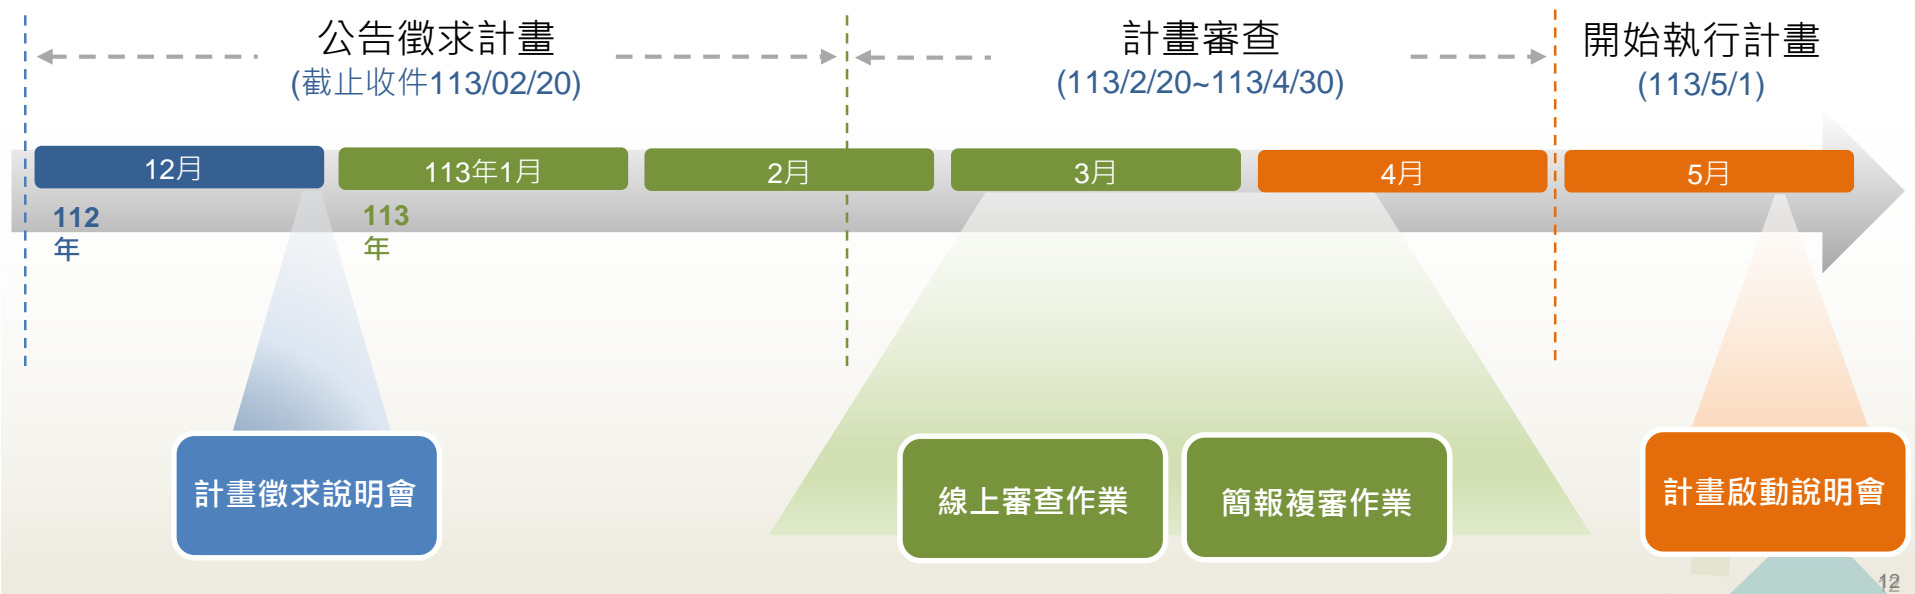 公告徵求計畫
(截止收件113/02/20)
計畫審查
(113/2/20~113/4/30)
開始執行計畫
(113/5/1)
12月
113年1月
2月
3月
4月
5月
112
年
113
年
計畫徵求說明會
線上審查作業
簡報複審作業
計畫啟動說明會
12